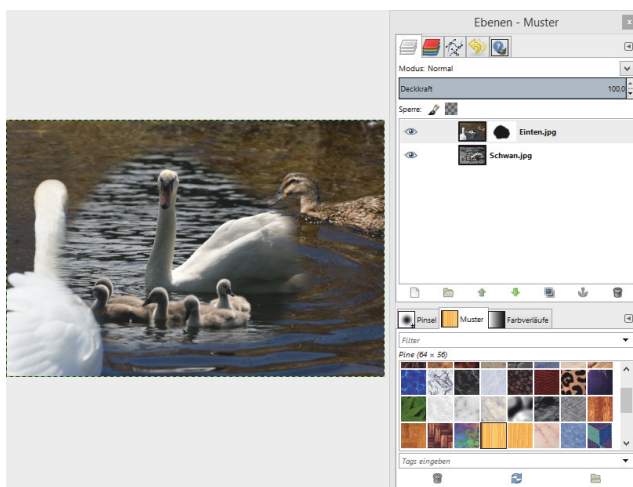 Ebenen - Muster
x
Modus: Normal
Deckkraft 100,0
Sperre:
Einten.jpg
Schwan.jpg
Pinsel Muster Farbverläufe
Filter
Pine (64 × 56)
Tags eingeben